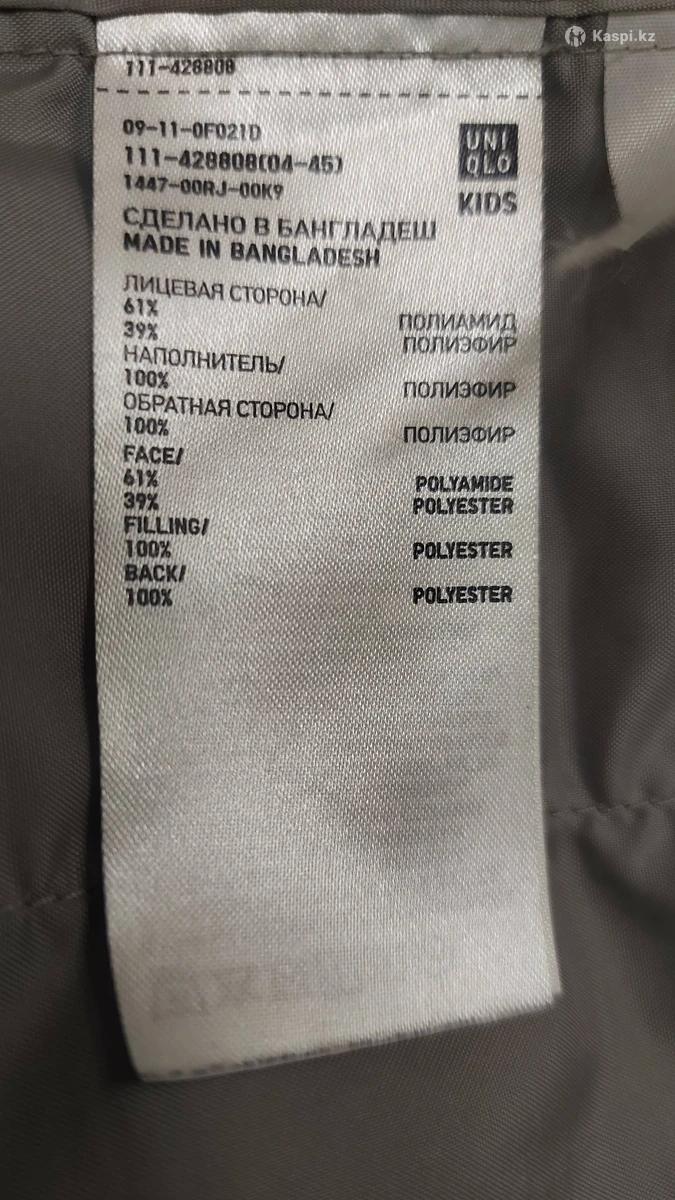 Kaspi.kz
111-428808
09-11-0F021D
111-428808(04-45)
1447-00RJ-00K9
UNI
QLO
KIDS
СДЕЛАНО В БАНГЛАДЕШ
MADE IN BANGLADESH
ЛИЦЕВАЯ СТОРОНА/
61% ПОЛИАМИД
39% ПОЛИЭФИР
НАПОЛНИТЕЛЬ/
100% ПОЛИЭФИР
ОБРАТНАЯ СТОРОНА/
100% ПОЛИЭФИР
FACE/
61% POLYAMIDE
39% POLYESTER
FILLING/
100% POLYESTER
BACK/
100% POLYESTER